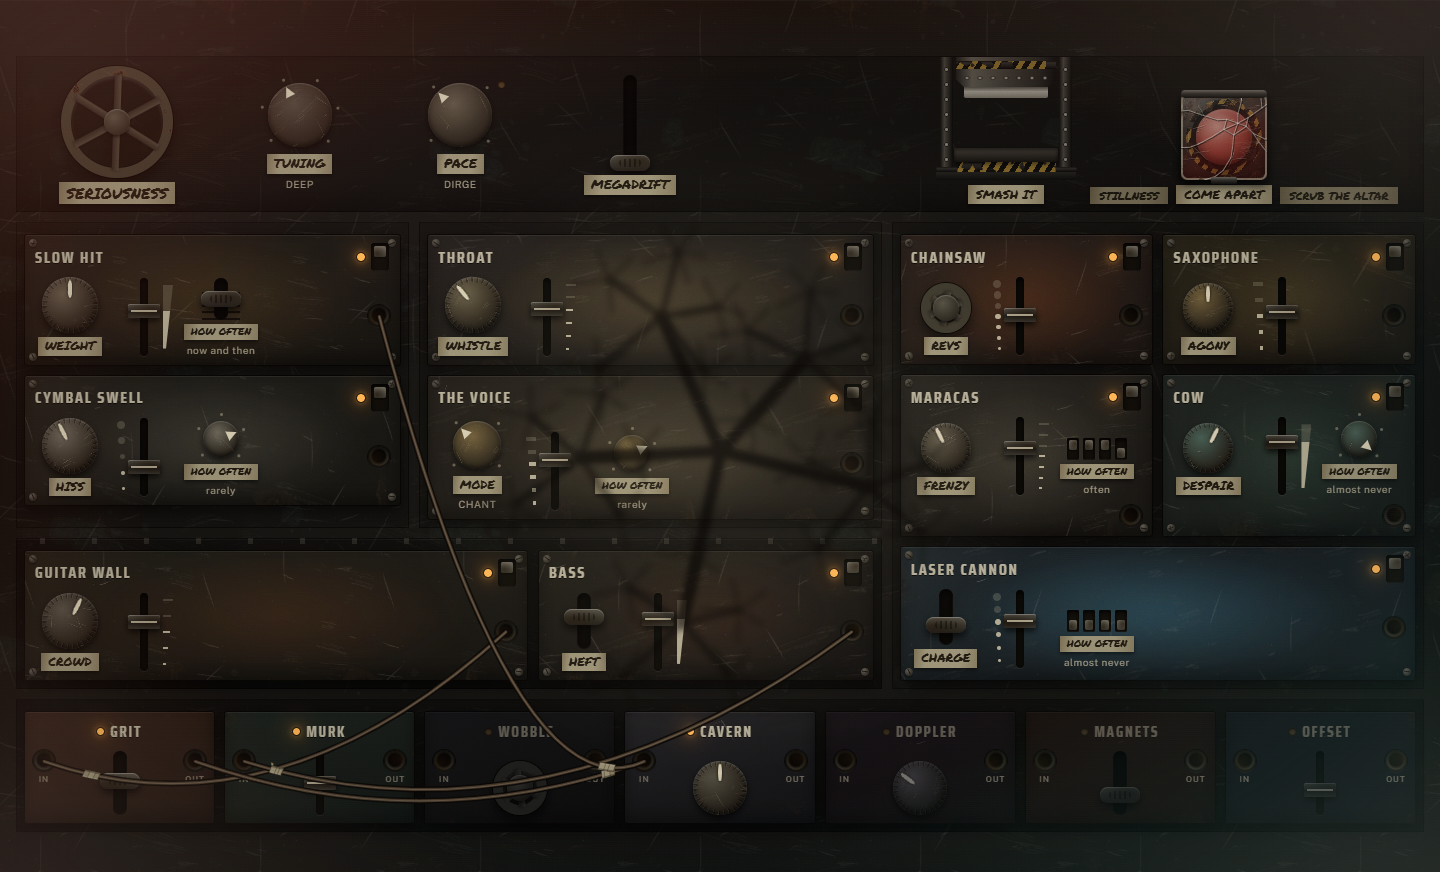 SERIOUSNESS
TUNING
DEEP
PACE
DIRGE
MEGADRIFT
SMASH IT
STILLNESS
COME APART
SCRUB THE ALTAR
SLOW HIT
WEIGHT
HOW OFTEN
now and then
THROAT
WHISTLE
CHAINSAW
REVS
SAXOPHONE
AGONY
CYMBAL SWELL
HISS
HOW OFTEN
rarely
THE VOICE
MODE
CHANT
HOW OFTEN
rarely
MARACAS
FRENZY
HOW OFTEN
often
COW
DESPAIR
HOW OFTEN
almost never
GUITAR WALL
CROWD
BASS
HEFT
LASER CANNON
CHARGE
HOW OFTEN
almost never
GRIT
IN
OUT
MURK
IN
OUT
WOBBLE
IN
OUT
CAVERN
IN
OUT
DOPPLER
IN
OUT
MAGNETS
IN
OUT
OFFSET
IN
OUT